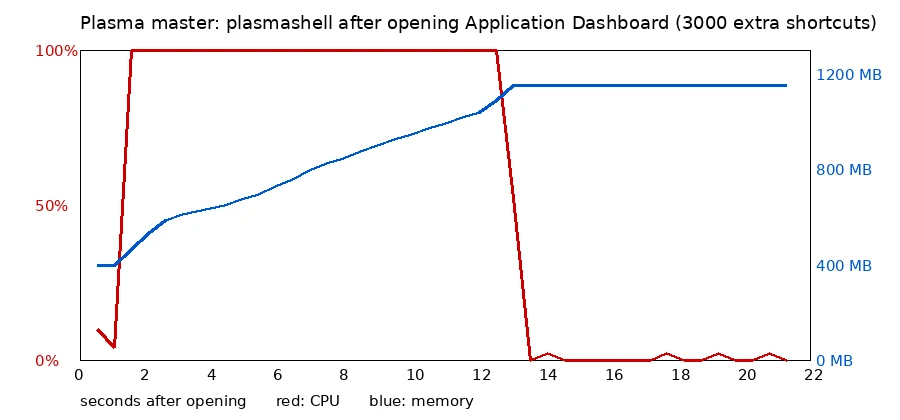 Plasma master: plasmashell after opening Application Dashboard (3000 extra shortcuts)
100%
1200 MB
800 MB
50%
400 MB
0%
0 MB
0 2 4 6 8 10 12 14 16 18 20 22
seconds after opening red: CPU blue: memory